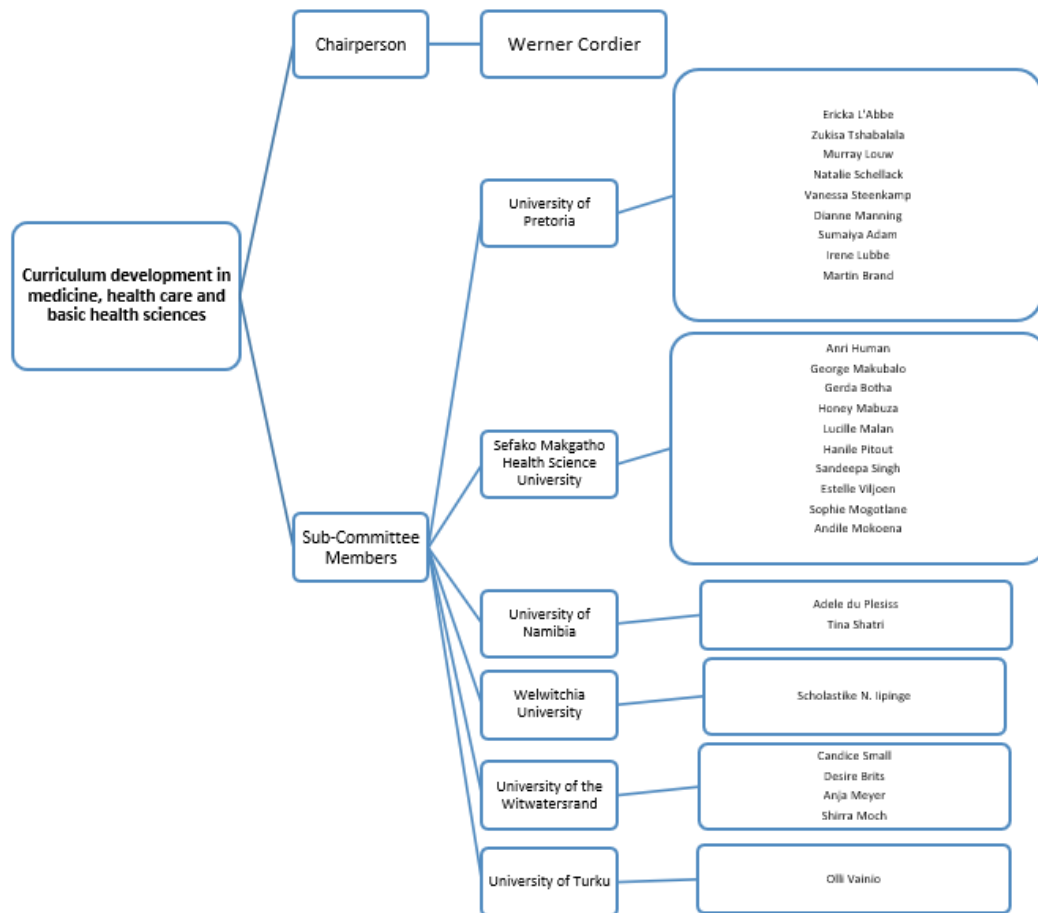 Chairperson
Werner Cordier
Curriculum development in
medicine, health care and
basic health sciences
Sub-Committee
Members
University of
Pretoria
Ericka L'Abbe
Zukisa Tshabalala
Murray Louw
Natalie Schellack
Vanessa Steenkamp
Dianne Manning
Sumaiya Adam
Irene Lubbe
Martin Brand
Sefako Makgatho
Health Science
University
Anri Human
George Makubalo
Gerda Botha
Honey Mabuza
Lucille Malan
Hanlie Pitout
Sandeepa Singh
Estelle Viljoen
Sophie Mogotlane
Andile Mokoena
University of
Namibia
Adele du Plesiss
Tina Shatri
Welwitchia
University
Scholastike N. Iipinge
University of the
Witwatersrand
Candice Small
Desire Brits
Anja Meyer
Shirra Moch
University of Turku
Olli Vainio